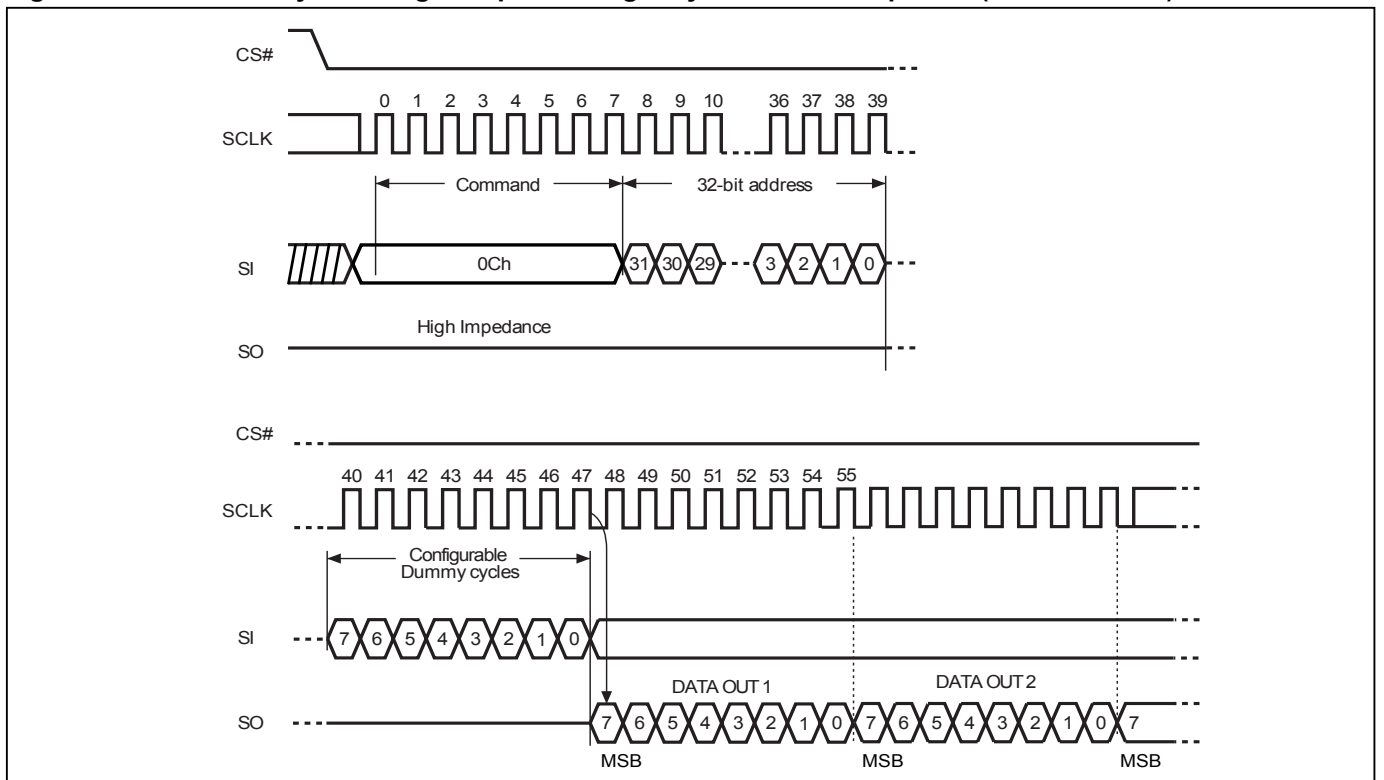 CS#
0 1 2 3 4 5 6 7 8 9 10 36 37 38 39
SCLK
Command 32-bit address
SI 0Ch 31 30 29 3 2 1 0
High Impedance
SO
CS#
40 41 42 43 44 45 46 47 48 49 50 51 52 53 54 55
SCLK
Configurable
Dummy cycles
SI 7 6 5 4 3 2 1 0
DATA OUT 1 DATA OUT 2
SO 7 6 5 4 3 2 1 0 7 6 5 4 3 2 1 0 7
MSB MSB MSB